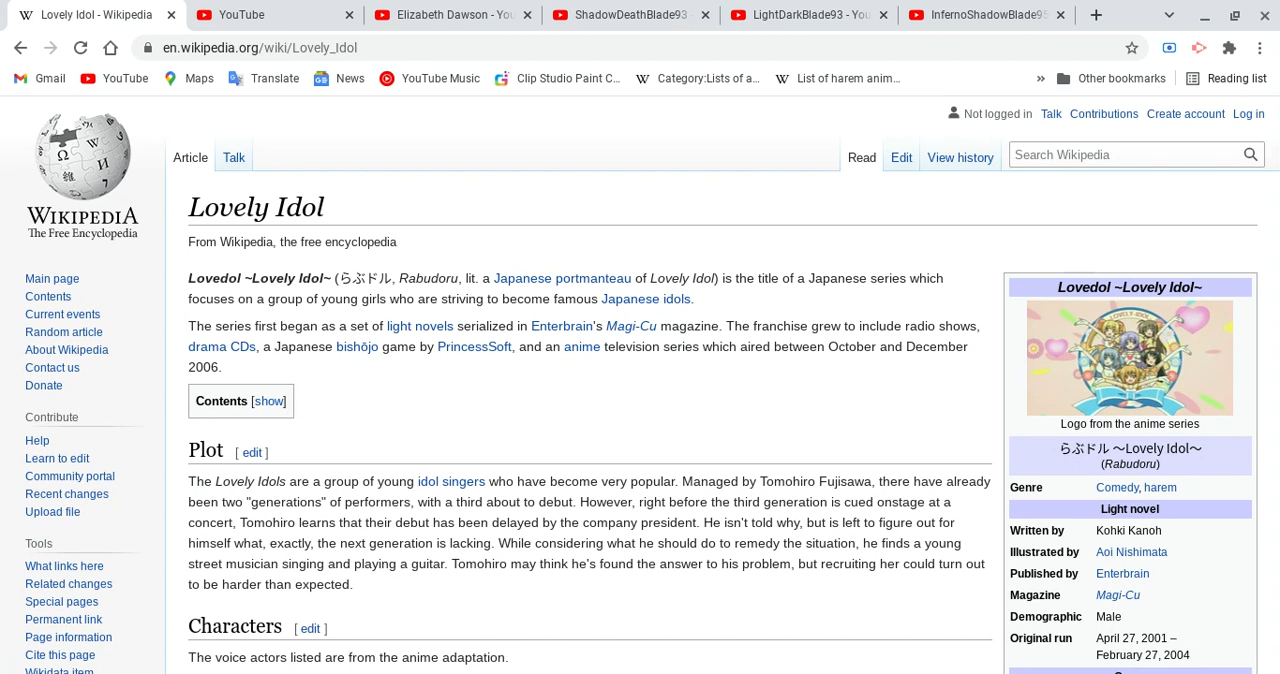 Lovely Idol - Wikipedia
YouTube
Elizabeth Dawson - You
ShadowDeathBlade93 -
LightDarkBlade93 - You
InfernoShadowBlade95
en.wikipedia.org/wiki/Lovely_Idol
Gmail YouTube Maps Translate News YouTube Music Clip Studio Paint C... Category:Lists of a... List of harem anim... » Other bookmarks Reading list
Not logged in Talk Contributions Create account Log in
Article Talk Read Edit View history Search Wikipedia
WIKIPEDIA
The Free Encyclopedia
Main page
Contents
Current events
Random article
About Wikipedia
Contact us
Donate
Contribute
Help
Learn to edit
Community portal
Recent changes
Upload file
Tools
What links here
Related changes
Special pages
Permanent link
Page information
Cite this page
Wikidata item
Lovely Idol
From Wikipedia, the free encyclopedia
Lovedol ~Lovely Idol~ (らぶドル, Rabudoru, lit. a Japanese portmanteau of Lovely Idol) is the title of a Japanese series which
focuses on a group of young girls who are striving to become famous Japanese idols.
The series first began as a set of light novels serialized in Enterbrain's Magi-Cu magazine. The franchise grew to include radio shows,
drama CDs, a Japanese bishōjo game by PrincessSoft, and an anime television series which aired between October and December
2006.
Contents [show]
Plot [ edit ]
The Lovely Idols are a group of young idol singers who have become very popular. Managed by Tomohiro Fujisawa, there have already
been two "generations" of performers, with a third about to debut. However, right before the third generation is cued onstage at a
concert, Tomohiro learns that their debut has been delayed by the company president. He isn't told why, but is left to figure out for
himself what, exactly, the next generation is lacking. While considering what he should do to remedy the situation, he finds a young
street musician singing and playing a guitar. Tomohiro may think he's found the answer to his problem, but recruiting her could turn out
to be harder than expected.
Characters [ edit ]
The voice actors listed are from the anime adaptation.
Lovedol ~Lovely Idol~
LOVELY IDOL
Logo from the anime series
らぶドル 〜Lovely Idol〜
(Rabudoru)
Genre Comedy, harem
Light novel
Written by Kohki Kanoh
Illustrated by Aoi Nishimata
Published by Enterbrain
Magazine Magi-Cu
Demographic Male
Original run April 27, 2001 –
February 27, 2004